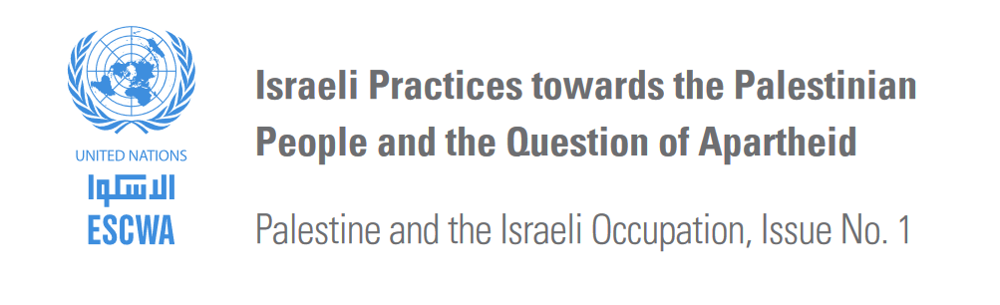 UNITED NATIONS
الاسكوا
ESCWA
Israeli Practices towards the Palestinian
People and the Question of Apartheid
Palestine and the Israeli Occupation, Issue No. 1